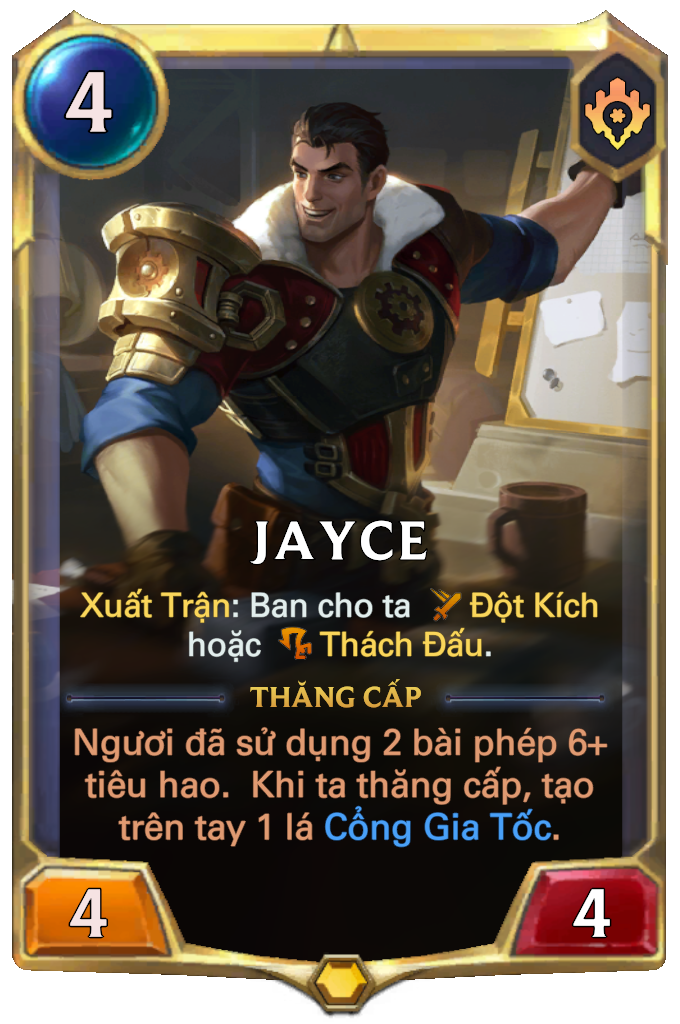 4
JAYCE
Xuất Trận: Ban cho ta Đột Kích
hoặc Thách Đấu.
THĂNG CẤP
Ngươi đã sử dụng 2 bài phép 6+
tiêu hao. Khi ta thăng cấp, tạo
trên tay 1 lá Cổng Gia Tốc.
4
4